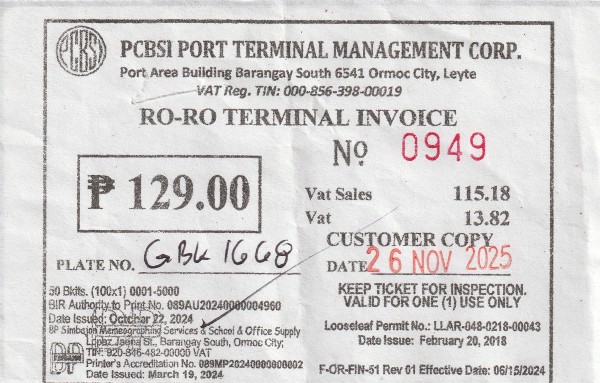 PCBSI
PCBSI PORT TERMINAL MANAGEMENT CORP.
Port Area Building Barangay South 6541 Ormoc City, Leyte
VAT Reg. TIN: 000-856-398-00019
RO-RO TERMINAL INVOICE
No 0949
₱ 129.00
Vat Sales 115.18
Vat 13.82
CUSTOMER COPY
PLATE NO. GBK 1668
DATE 26 NOV 2025
50 Bklts. (100x1) 0001-5000
BIR Authority to Print No. 089AU20240000004960
Date Issued: October 22, 2024
BP Simbajon Memeographing Services & School & Office Supply
Lopez Jaena St., Barangay South, Ormoc City;
TIN: 920-846-482-00000 VAT
Printer's Accreditation No. 089MP20240000000002
Date Issued: March 19, 2024
KEEP TICKET FOR INSPECTION.
VALID FOR ONE (1) USE ONLY
Looseleaf Permit No.: LLAR-048-0218-00043
Date Issue: February 20, 2018
F-OR-FIN-51 Rev 01 Effective Date: 06/15/2024